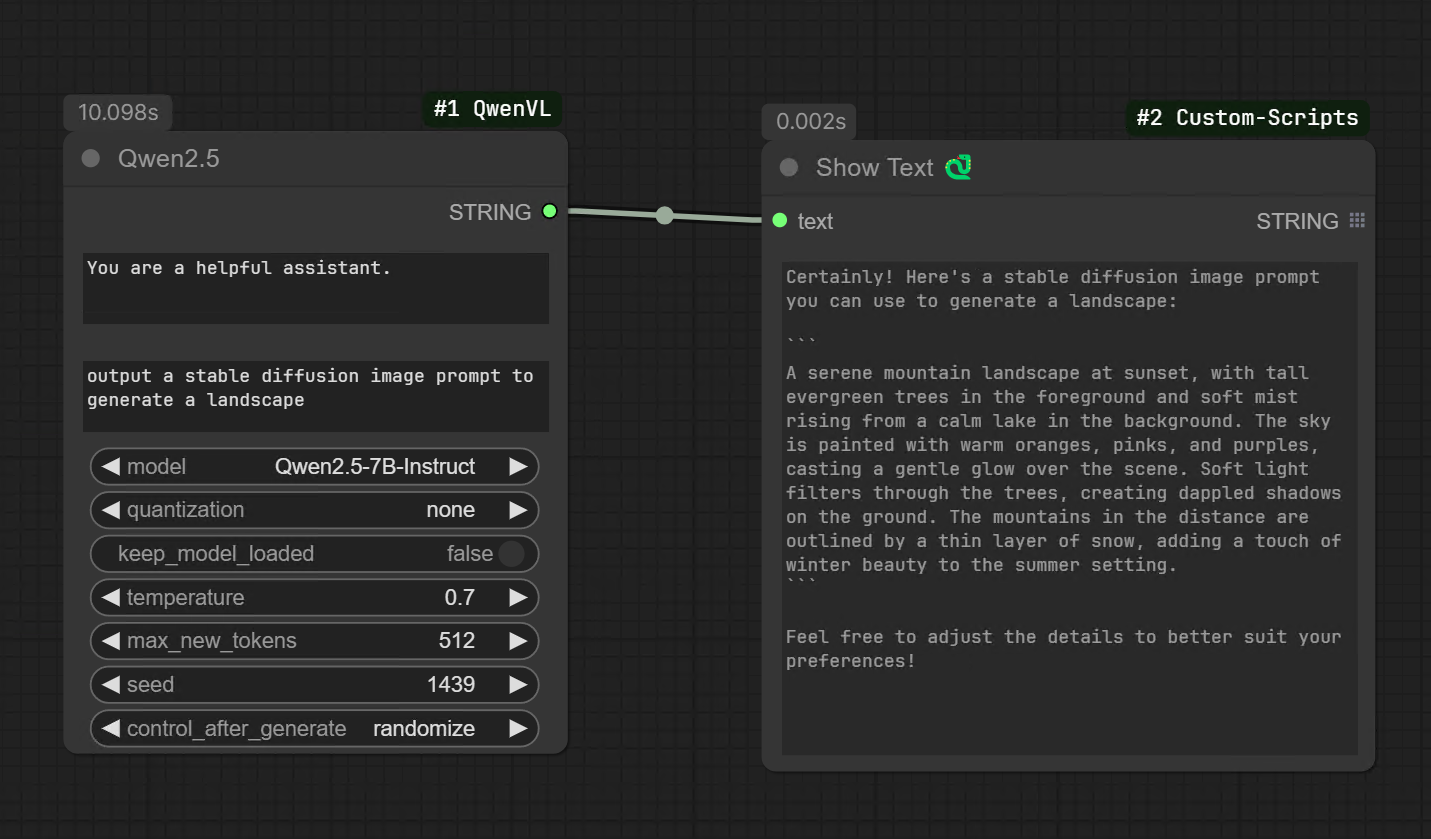 10.098s
#1 QwenVL
Qwen2.5
STRING
You are a helpful assistant.
output a stable diffusion image prompt to
generate a landscape
model Qwen2.5-7B-Instruct
quantization none
keep_model_loaded false
temperature 0.7
max_new_tokens 512
seed 1439
control_after_generate randomize
0.002s
#2 Custom-Scripts
Show Text
text
STRING
Certainly! Here's a stable diffusion image prompt
you can use to generate a landscape:
```
A serene mountain landscape at sunset, with tall
evergreen trees in the foreground and soft mist
rising from a calm lake in the background. The sky
is painted with warm oranges, pinks, and purples,
casting a gentle glow over the scene. Soft light
filters through the trees, creating dappled shadows
on the ground. The mountains in the distance are
outlined by a thin layer of snow, adding a touch of
winter beauty to the summer setting.
```
Feel free to adjust the details to better suit your
preferences!